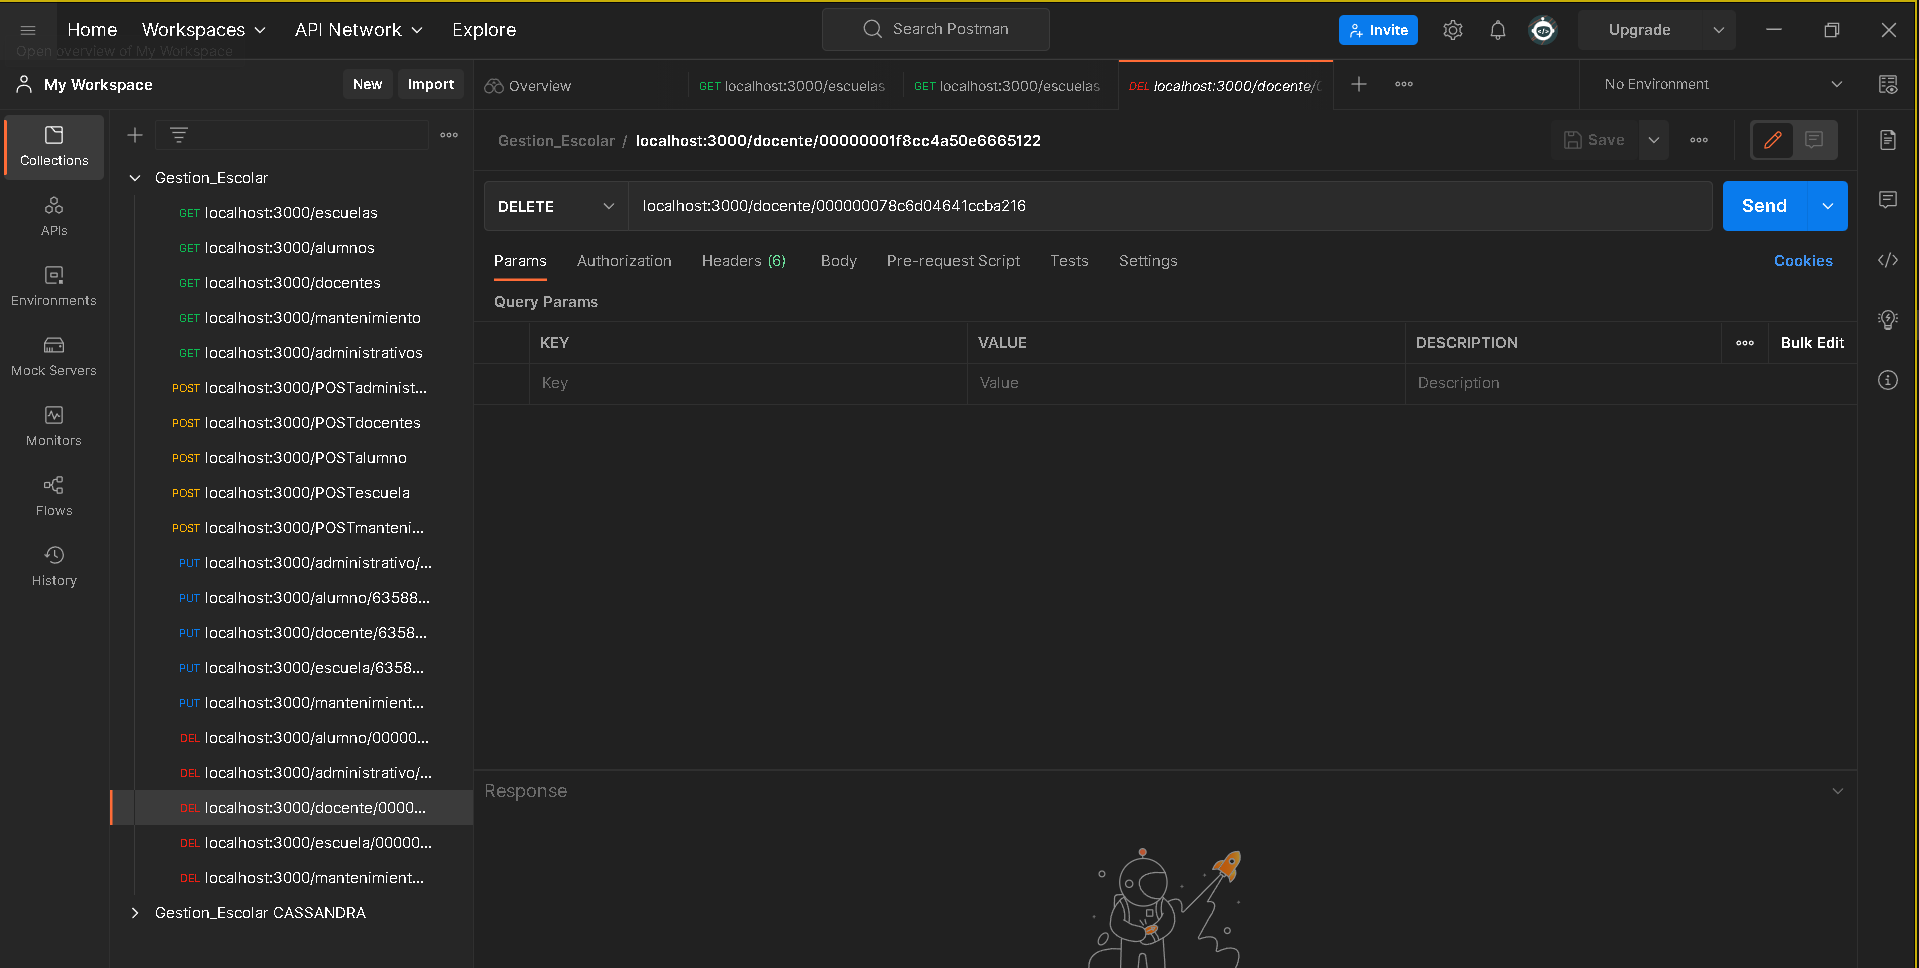 Home Workspaces API Network Explore Search Postman Invite Upgrade
Open overview of My Workspace
My Workspace New Import
Overview GET localhost:3000/escuelas GET localhost:3000/escuelas DEL localhost:3000/docente/0 No Environment
Collections
APIs
Environments
Mock Servers
Monitors
Flows
History
Gestion_Escolar
GET localhost:3000/escuelas
GET localhost:3000/alumnos
GET localhost:3000/docentes
GET localhost:3000/mantenimiento
GET localhost:3000/administrativos
POST localhost:3000/POSTadminist...
POST localhost:3000/POSTdocentes
POST localhost:3000/POSTalumno
POST localhost:3000/POSTescuela
POST localhost:3000/POSTmanteni...
PUT localhost:3000/administrativo/...
PUT localhost:3000/alumno/63588...
PUT localhost:3000/docente/6358...
PUT localhost:3000/escuela/6358...
PUT localhost:3000/mantenimient...
DEL localhost:3000/alumno/00000...
DEL localhost:3000/administrativo/...
DEL localhost:3000/docente/0000...
DEL localhost:3000/escuela/00000...
DEL localhost:3000/mantenimient...
Gestion_Escolar CASSANDRA
Gestion_Escolar / localhost:3000/docente/00000001f8cc4a50e6665122 Save
DELETE localhost:3000/docente/000000078c6d04641ccba216 Send
Params Authorization Headers (6) Body Pre-request Script Tests Settings Cookies
Query Params
KEY VALUE DESCRIPTION Bulk Edit
Key Value Description
Response